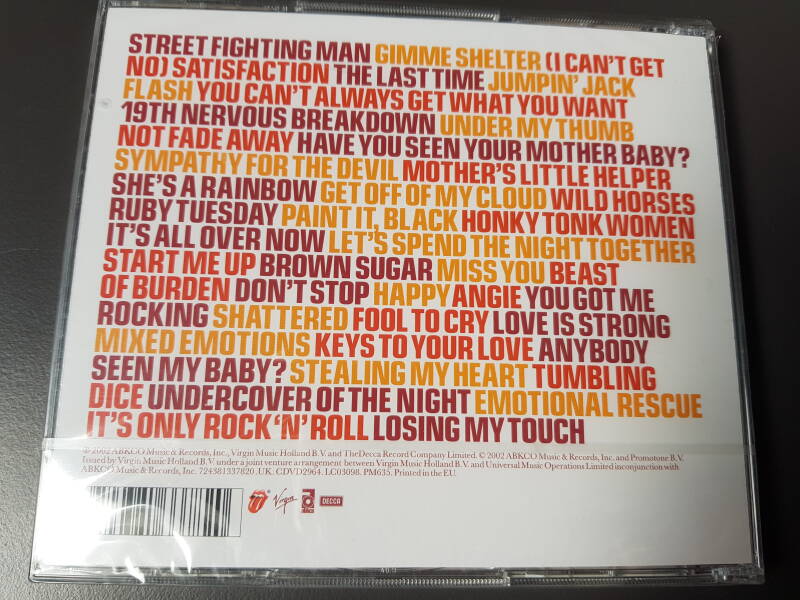 STREET FIGHTING MAN GIMME SHELTER (I CAN'T GET
NO) SATISFACTION THE LAST TIME JUMPIN' JACK
FLASH YOU CAN'T ALWAYS GET WHAT YOU WANT
19TH NERVOUS BREAKDOWN UNDER MY THUMB
NOT FADE AWAY HAVE YOU SEEN YOUR MOTHER BABY?
SYMPATHY FOR THE DEVIL MOTHER'S LITTLE HELPER
SHE'S A RAINBOW GET OFF OF MY CLOUD WILD HORSES
RUBY TUESDAY PAINT IT, BLACK HONKY TONK WOMEN
IT'S ALL OVER NOW LET'S SPEND THE NIGHT TOGETHER
START ME UP BROWN SUGAR MISS YOU BEAST
OF BURDEN DON'T STOP HAPPY ANGIE YOU GOT ME
ROCKING SHATTERED FOOL TO CRY LOVE IS STRONG
MIXED EMOTIONS KEYS TO YOUR LOVE ANYBODY
SEEN MY BABY? STEALING MY HEART TUMBLING
DICE UNDERCOVER OF THE NIGHT EMOTIONAL RESCUE
IT'S ONLY ROCK 'N' ROLL LOSING MY TOUCH
℗ 2002 ABKCO Music & Records, Inc., Virgin Music Holland B.V. and The Decca Record Company Limited. © 2002 ABKCO Music & Records, Inc. and Promotone B.V.
Issued by Virgin Music Holland B.V. under a joint venture arrangement between Virgin Music Holland B.V. and Universal Music Operations Limited inconjunction with
ABKCO Music & Records, Inc. 724381337820. UK: CDVD2964. LC03098. PM635. Printed in the EU.
Virgin
DECCA